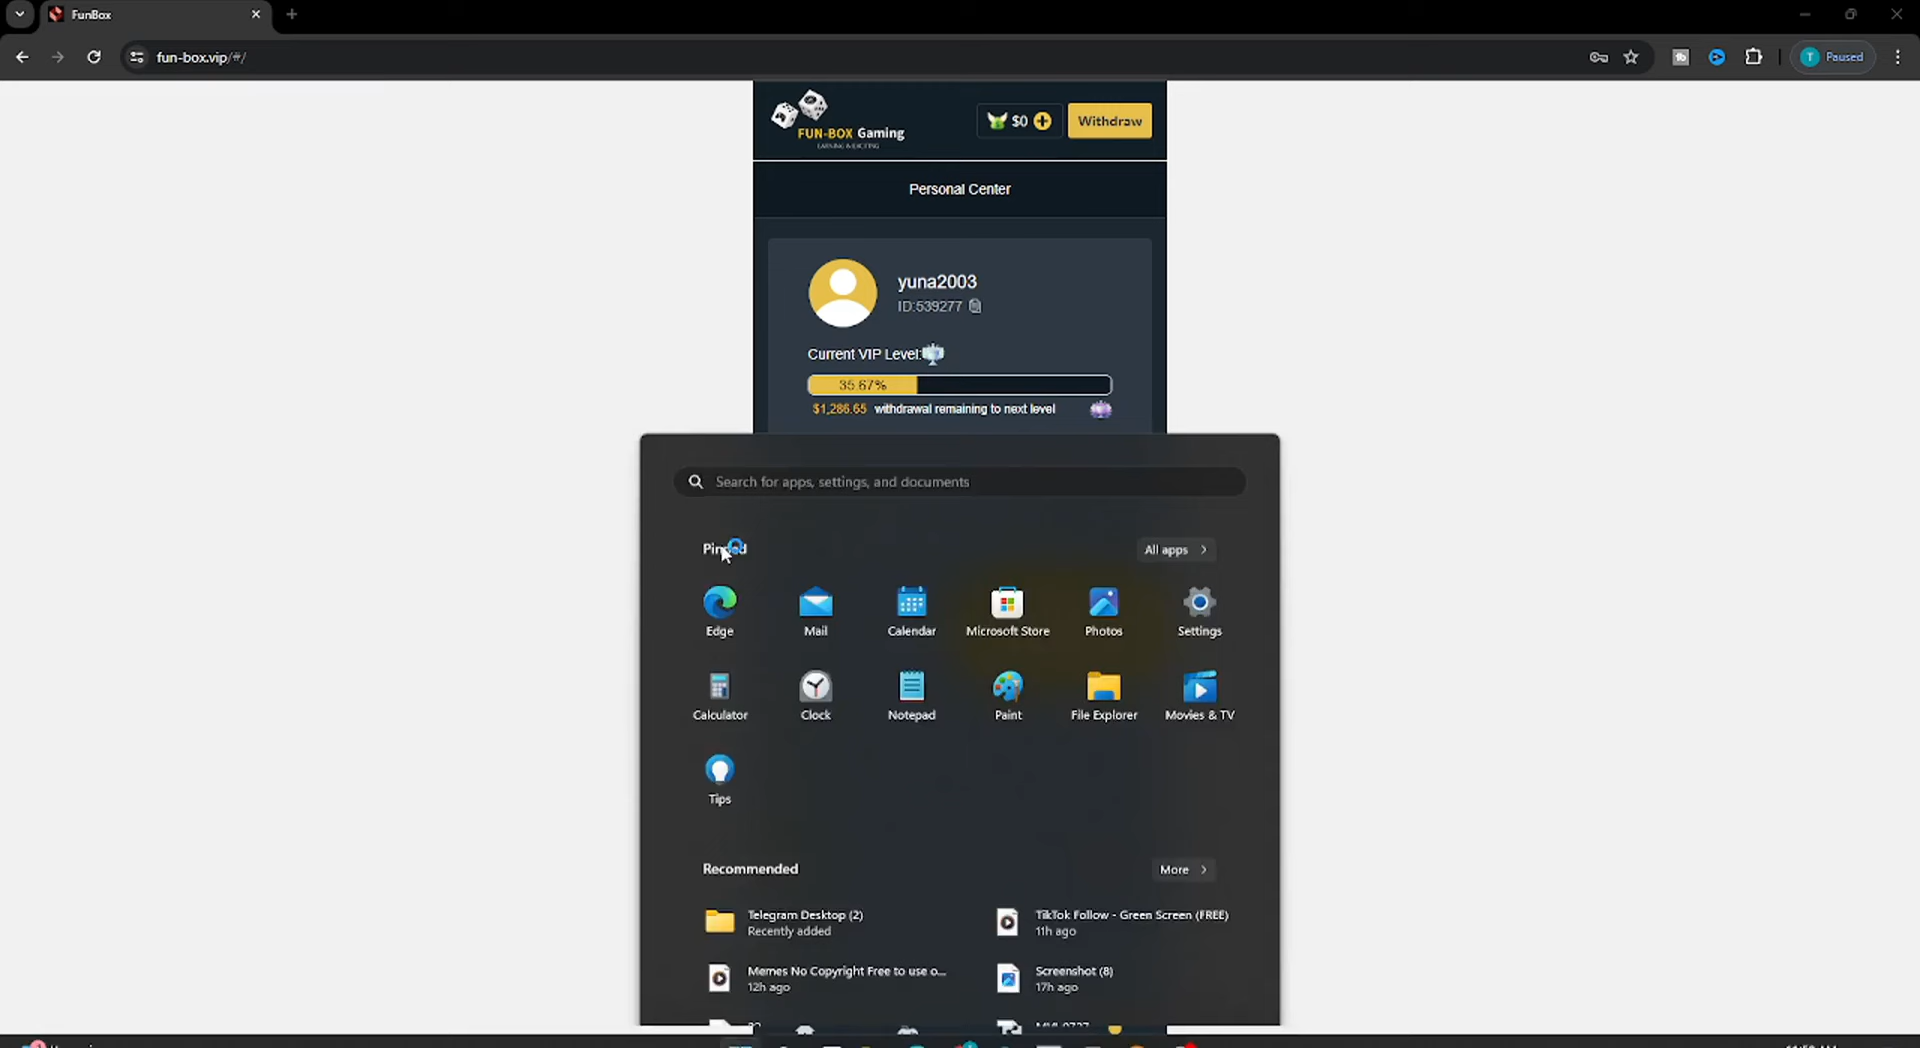 FunBox
fun-box.vip/#/
Paused
T
FUN-BOX Gaming
EARNING & EXCITING
$0
Withdraw
Personal Center
yuna2003
ID:539277
Current VIP Level:
35.67%
$1,286.65 withdrawal remaining to next level
Search for apps, settings, and documents
Pinned
All apps
Edge
Mail
Calendar
Microsoft Store
Photos
Settings
Calculator
Clock
Notepad
Paint
File Explorer
Movies & TV
Tips
Recommended
More
Telegram Desktop (2)
Recently added
TikTok Follow - Green Screen (FREE)
11h ago
Memes No Copyright Free to use o...
12h ago
Screenshot (8)
17h ago